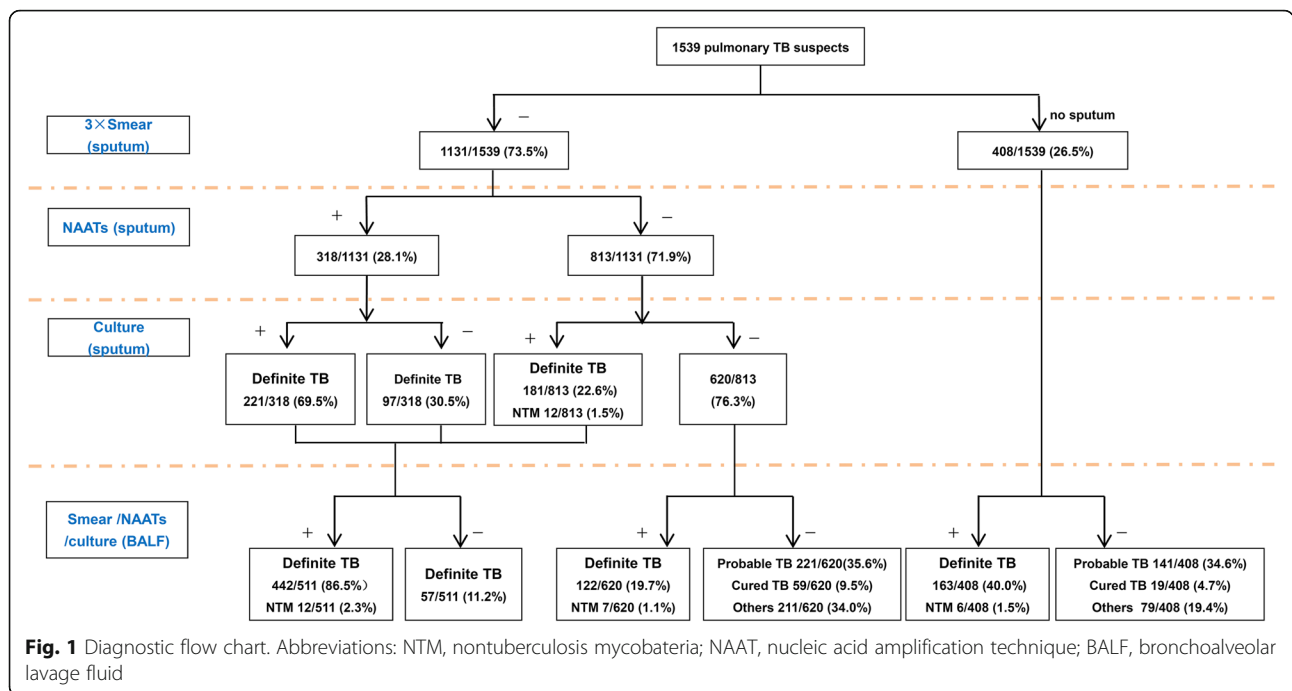 1539 pulmonary TB suspects
3×Smear
(sputum)
−
no sputum
1131/1539 (73.5%)
408/1539 (26.5%)
NAATs (sputum)
+
−
318/1131 (28.1%)
813/1131 (71.9%)
Culture
(sputum)
+
−
+
−
Definite TB
221/318 (69.5%)
Definite TB
97/318 (30.5%)
Definite TB
181/813 (22.6%)
NTM 12/813 (1.5%)
620/813
(76.3%)
Smear /NAATs
/culture (BALF)
+
−
+
−
+
−
Definite TB
442/511 (86.5%）
NTM 12/511 (2.3%)
Definite TB
57/511 (11.2%)
Definite TB
122/620 (19.7%)
NTM 7/620 (1.1%)
Probable TB 221/620(35.6%)
Cured TB 59/620 (9.5%)
Others 211/620 (34.0%)
Definite TB
163/408 (40.0%)
NTM 6/408 (1.5%)
Probable TB 141/408 (34.6%)
Cured TB 19/408 (4.7%)
Others 79/408 (19.4%)
Fig. 1 Diagnostic flow chart. Abbreviations: NTM, nontuberculosis mycobateria; NAAT, nucleic acid amplification technique; BALF, bronchoalveolar
lavage fluid